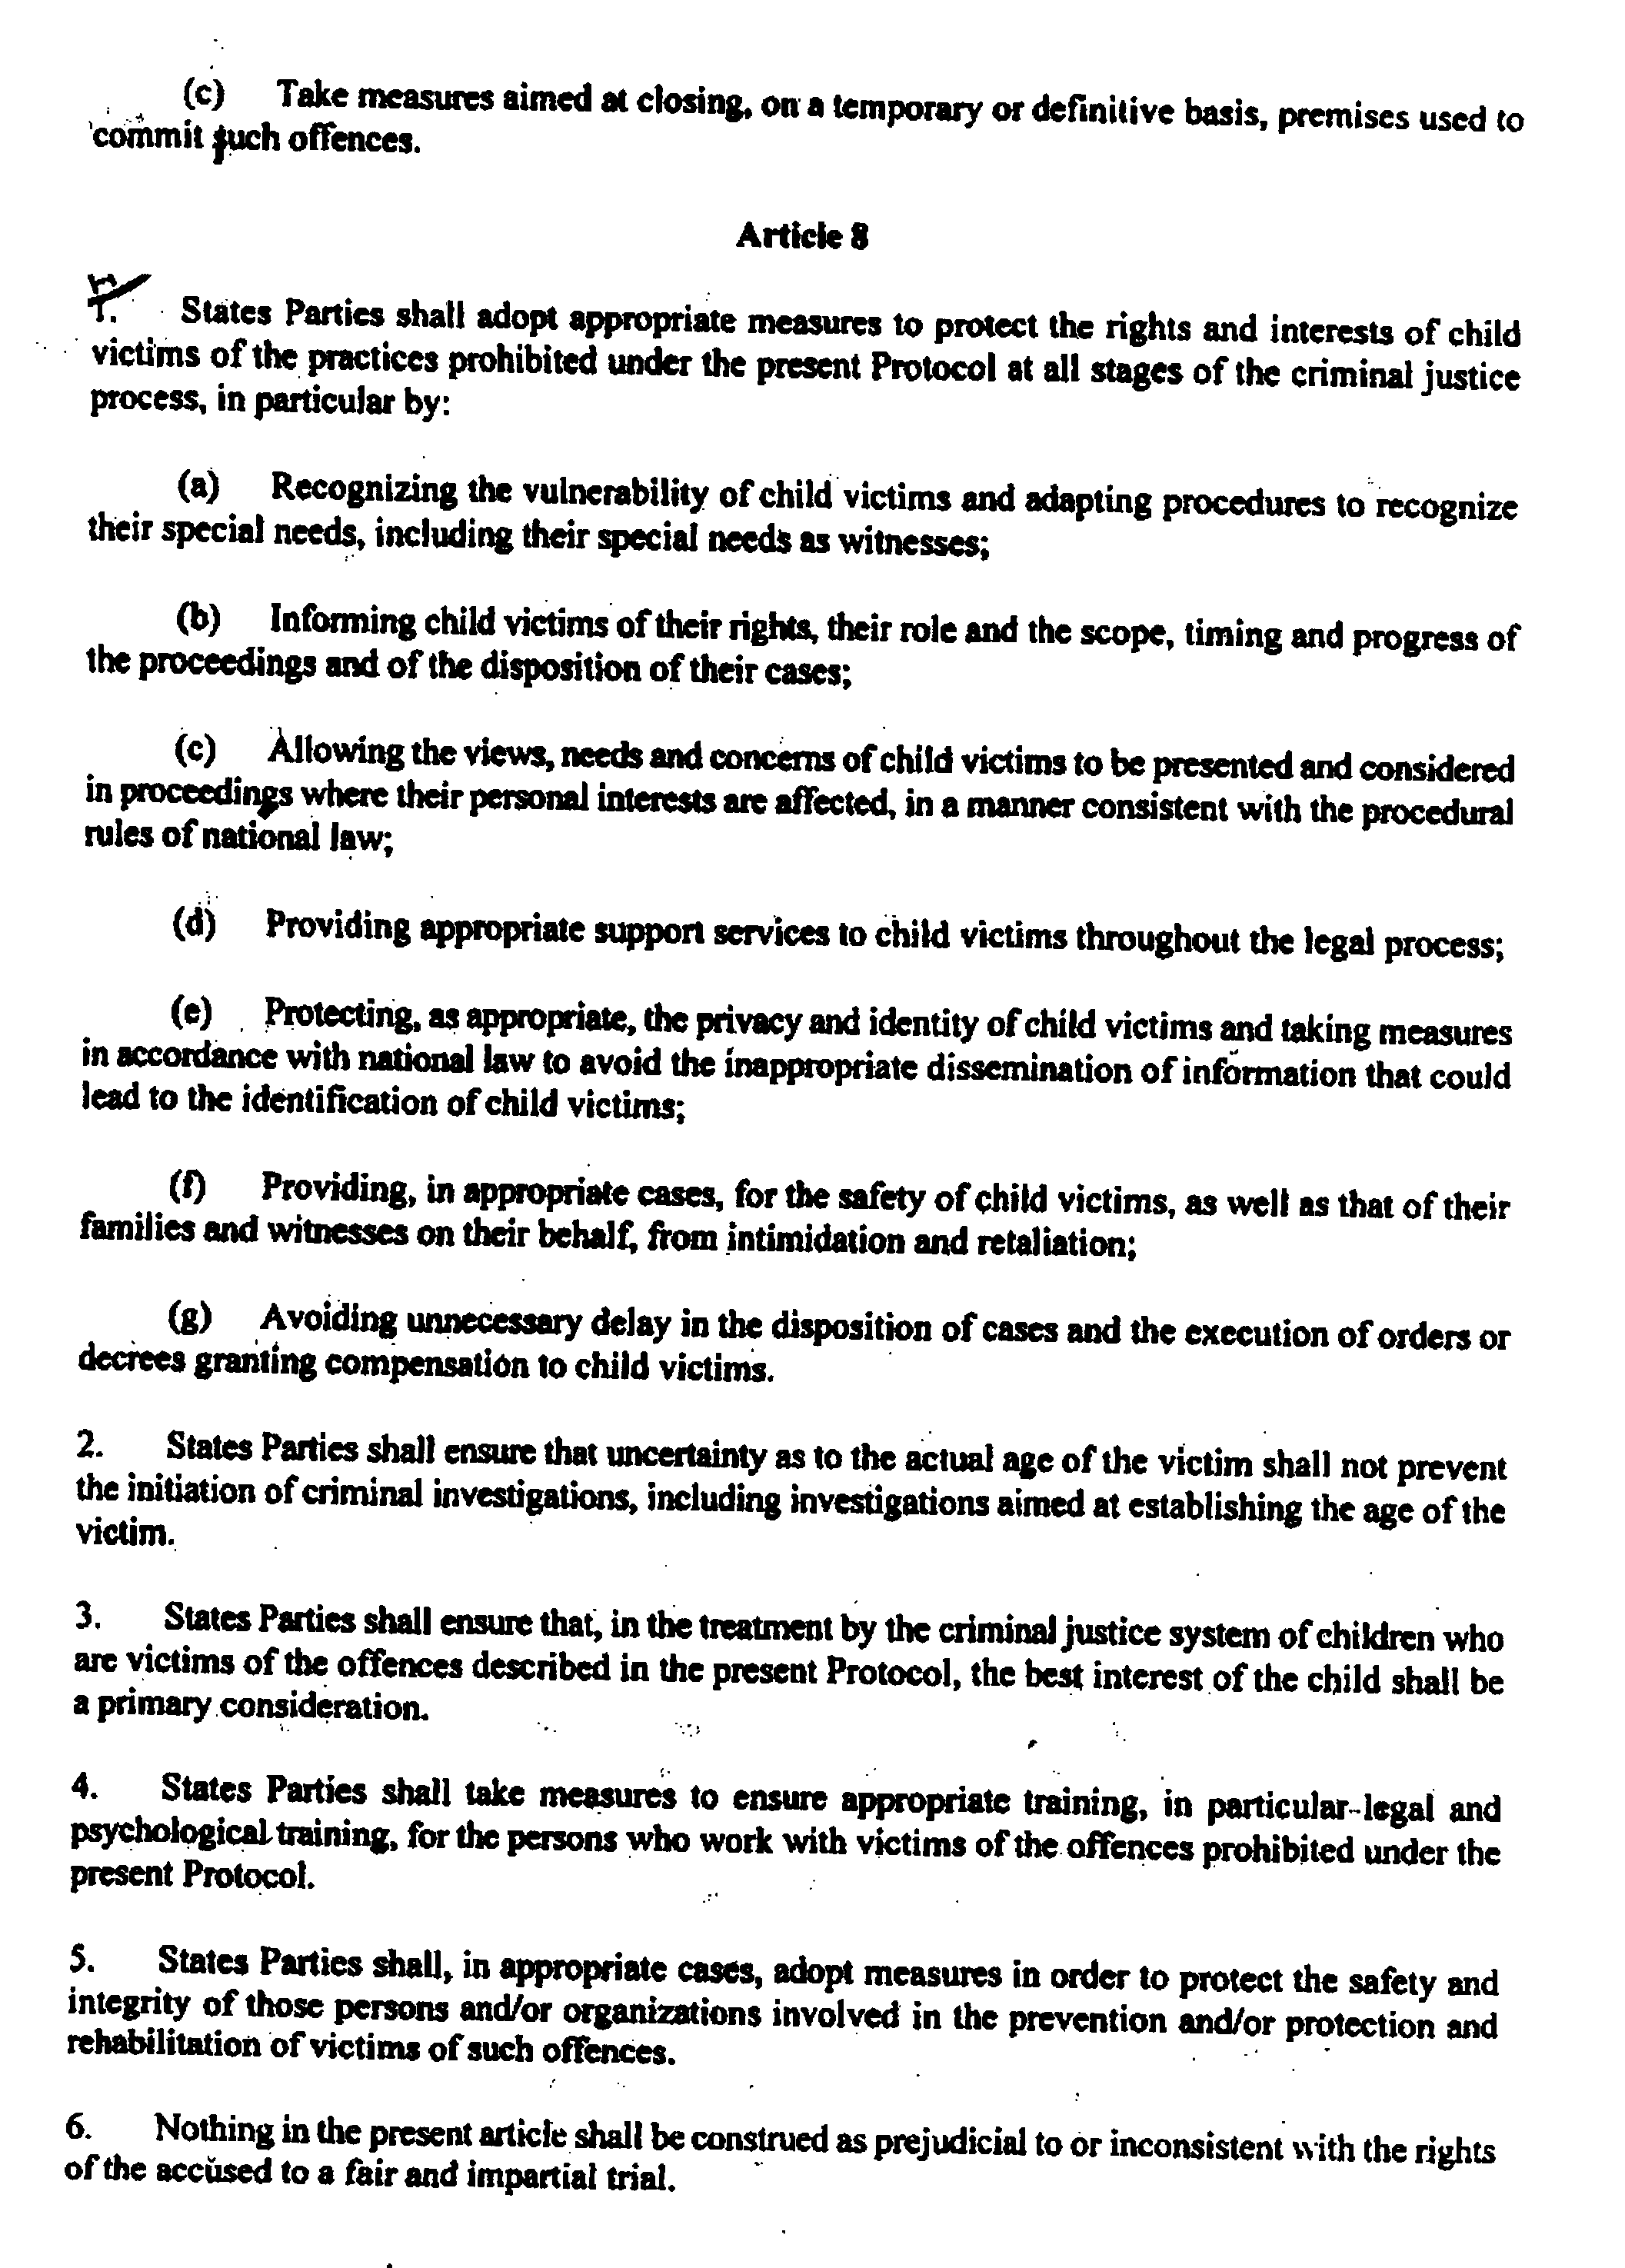 (c) Take measures aimed at closing, on a temporary or definitive basis, premises used to
commit such offences.
Article 8
1. States Parties shall adopt appropriate measures to protect the rights and interests of child
victims of the practices prohibited under the present Protocol at all stages of the criminal justice
process, in particular by:
(a) Recognizing the vulnerability of child victims and adapting procedures to recognize
their special needs, including their special needs as witnesses;
(b) Informing child victims of their rights, their role and the scope, timing and progress of
the proceedings and of the disposition of their cases;
(c) Allowing the views, needs and concerns of child victims to be presented and considered
in proceedings where their personal interests are affected, in a manner consistent with the procedural
rules of national law;
(d) Providing appropriate support services to child victims throughout the legal process;
(e) Protecting, as appropriate, the privacy and identity of child victims and taking measures
in accordance with national law to avoid the inappropriate dissemination of information that could
lead to the identification of child victims;
(f) Providing, in appropriate cases, for the safety of child victims, as well as that of their
families and witnesses on their behalf, from intimidation and retaliation;
(g) Avoiding unnecessary delay in the disposition of cases and the execution of orders or
decrees granting compensation to child victims.
2. States Parties shall ensure that uncertainty as to the actual age of the victim shall not prevent
the initiation of criminal investigations, including investigations aimed at establishing the age of the
victim.
3. States Parties shall ensure that, in the treatment by the criminal justice system of children who
are victims of the offences described in the present Protocol, the best interest of the child shall be
a primary consideration.
4. States Parties shall take measures to ensure appropriate training, in particular legal and
psychological training, for the persons who work with victims of the offences prohibited under the
present Protocol.
5. States Parties shall, in appropriate cases, adopt measures in order to protect the safety and
integrity of those persons and/or organizations involved in the prevention and/or protection and
rehabilitation of victims of such offences.
6. Nothing in the present article shall be construed as prejudicial to or inconsistent with the rights
of the accused to a fair and impartial trial.